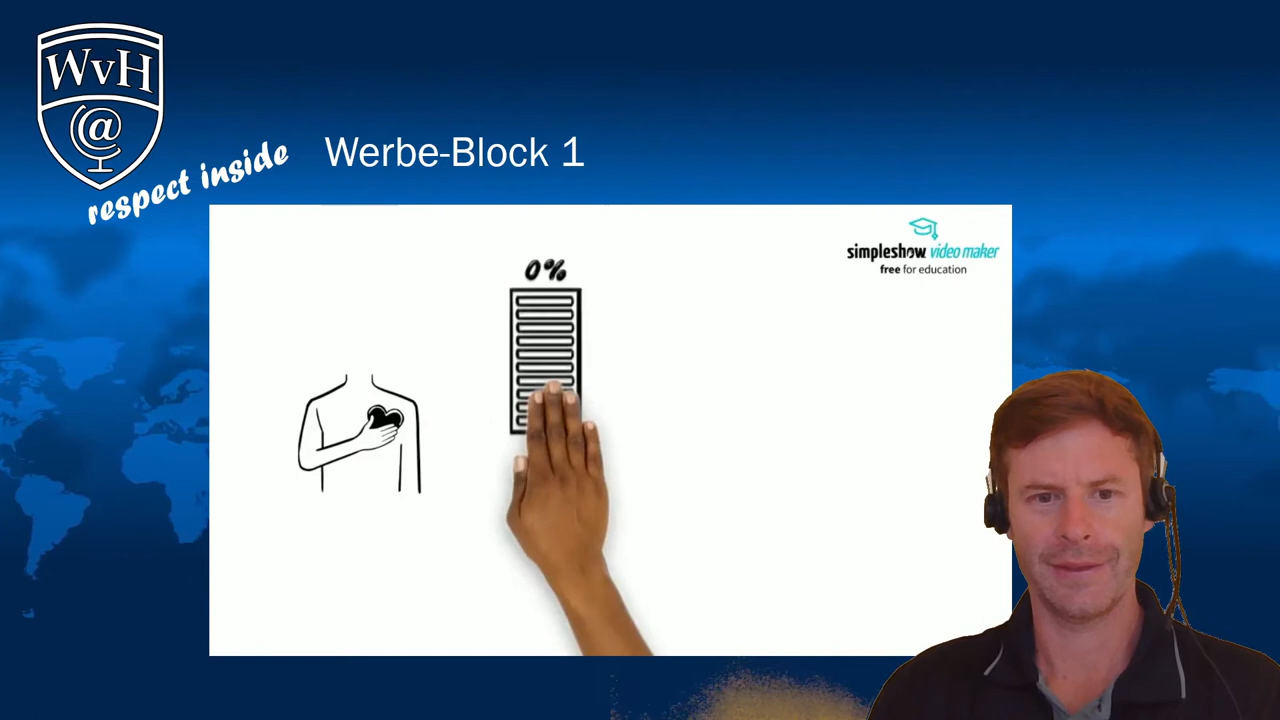 WvH
@
respect inside
Werbe-Block 1
simpleshow video maker
free for education
0%